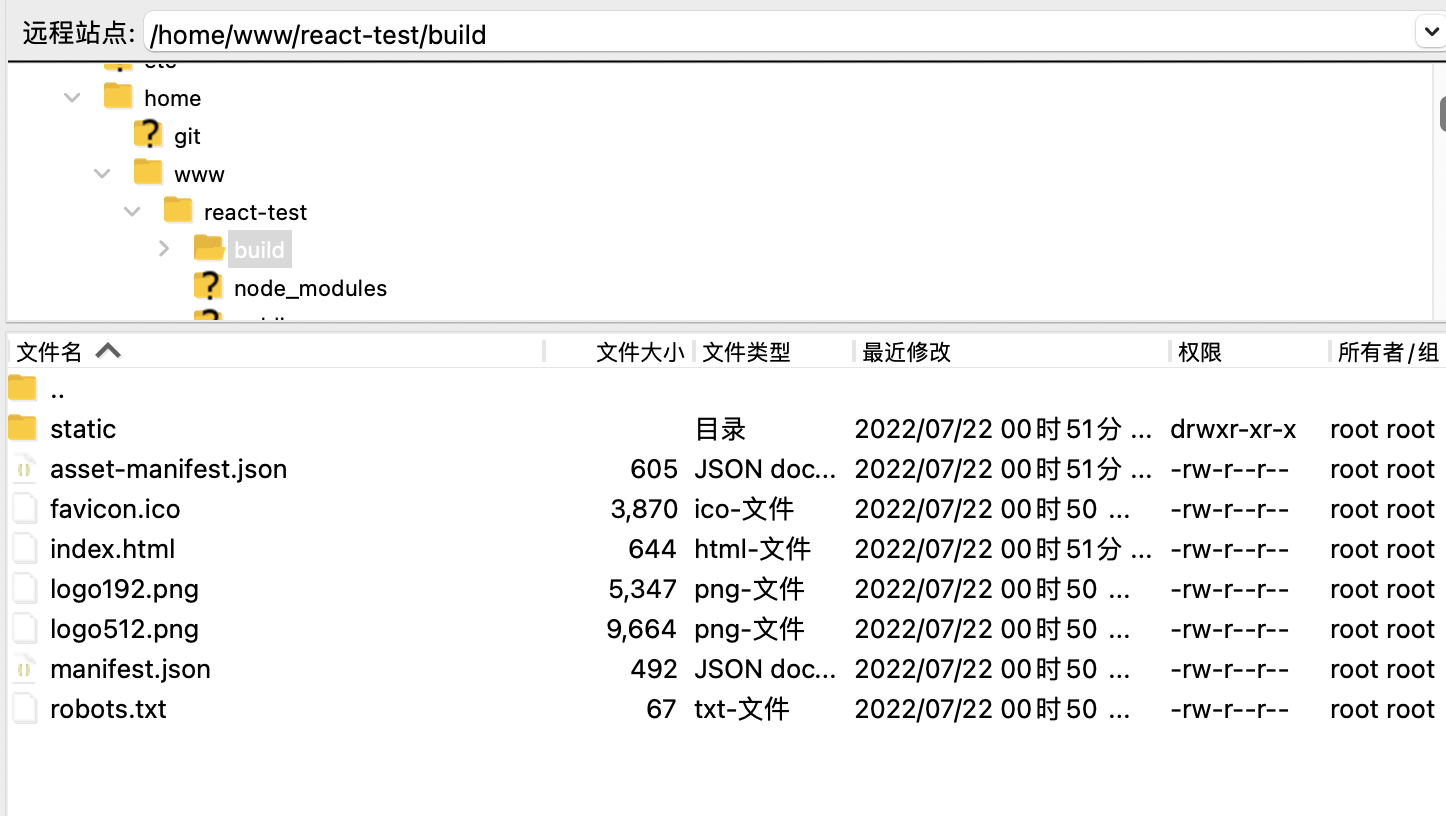 远程站点: /home/www/react-test/build
home
git
www
react-test
build
node_modules
文件名 文件大小 文件类型 最近修改 权限 所有者/组
..
static 目录 2022/07/22 00时51分 ... drwxr-xr-x root root
asset-manifest.json 605 JSON doc... 2022/07/22 00时51分 ... -rw-r--r-- root root
favicon.ico 3,870 ico-文件 2022/07/22 00时50 ... -rw-r--r-- root root
index.html 644 html-文件 2022/07/22 00时51分 ... -rw-r--r-- root root
logo192.png 5,347 png-文件 2022/07/22 00时50 ... -rw-r--r-- root root
logo512.png 9,664 png-文件 2022/07/22 00时50 ... -rw-r--r-- root root
manifest.json 492 JSON doc... 2022/07/22 00时50 ... -rw-r--r-- root root
robots.txt 67 txt-文件 2022/07/22 00时50 ... -rw-r--r-- root root